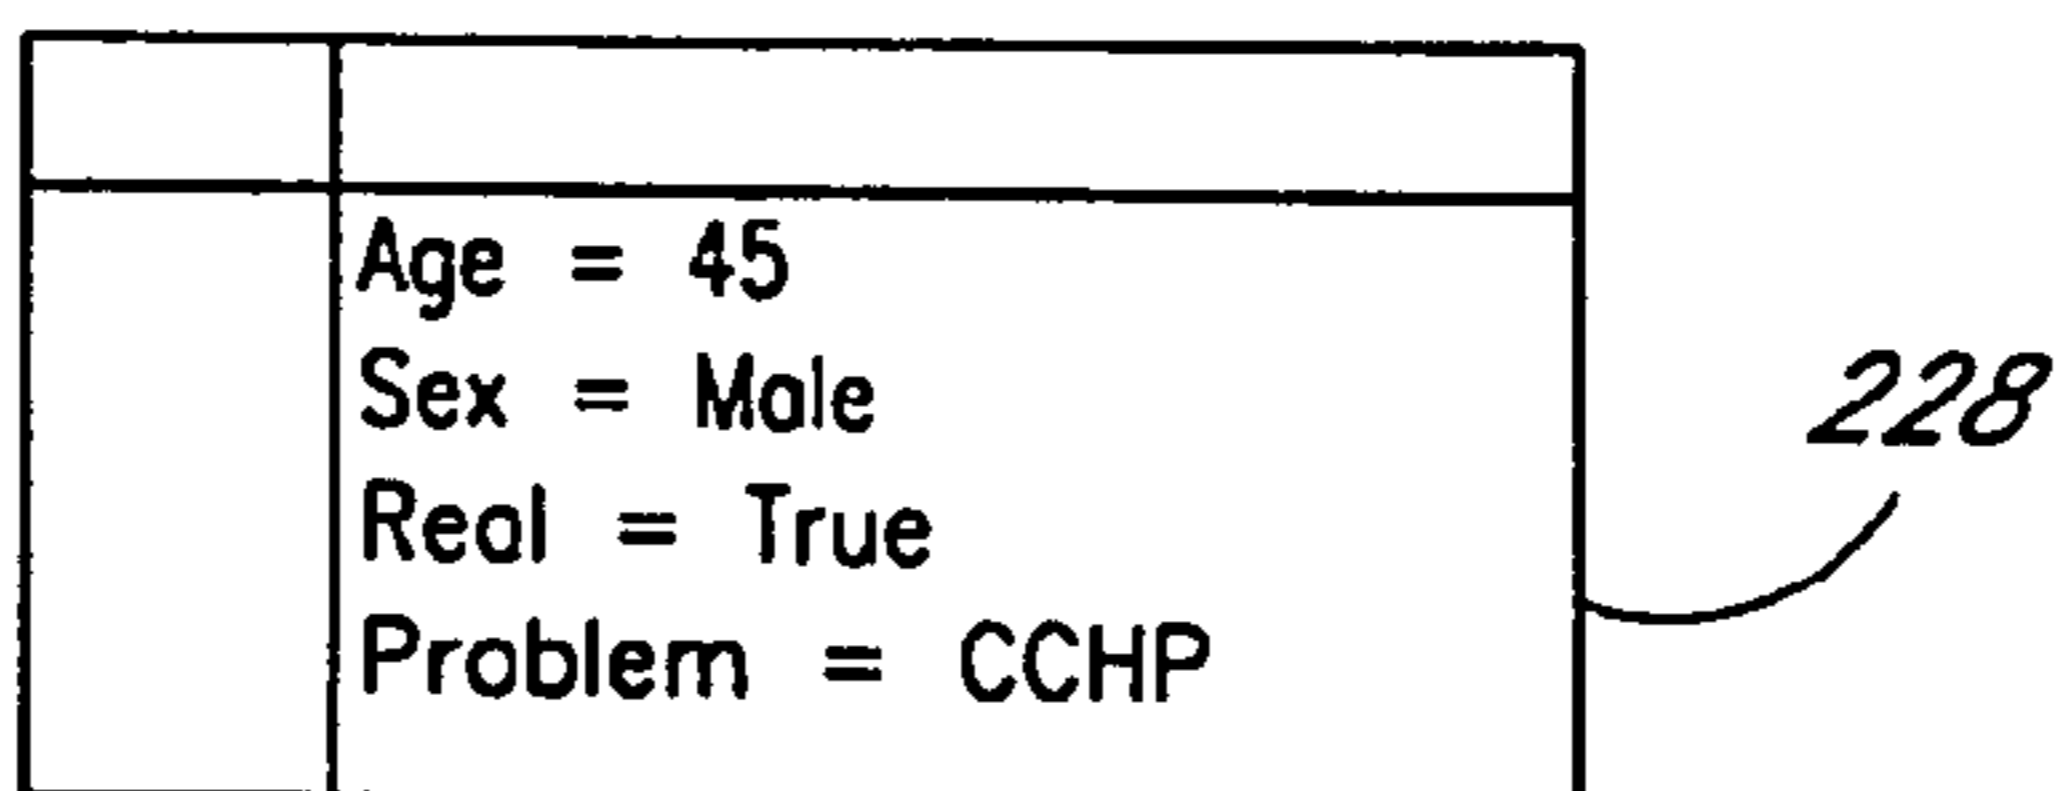 Age = 45
Sex = Male
Real = True
Problem = CCHP
228